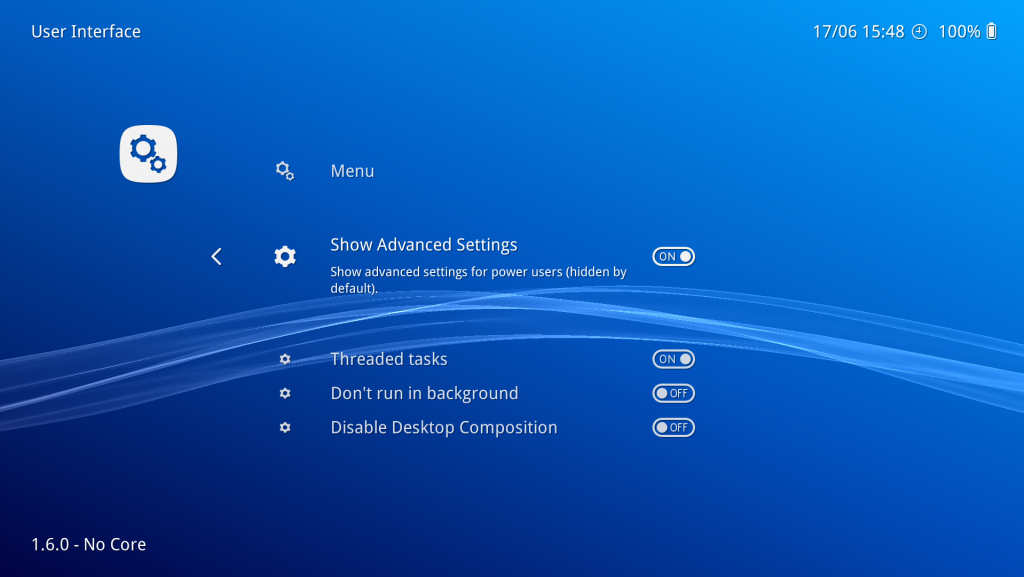 User Interface
17/06 15:48 100%
Menu
Show Advanced Settings
ON
Show advanced settings for power users (hidden by
default).
Threaded tasks
ON
Don't run in background
OFF
Disable Desktop Composition
OFF
1.6.0 - No Core